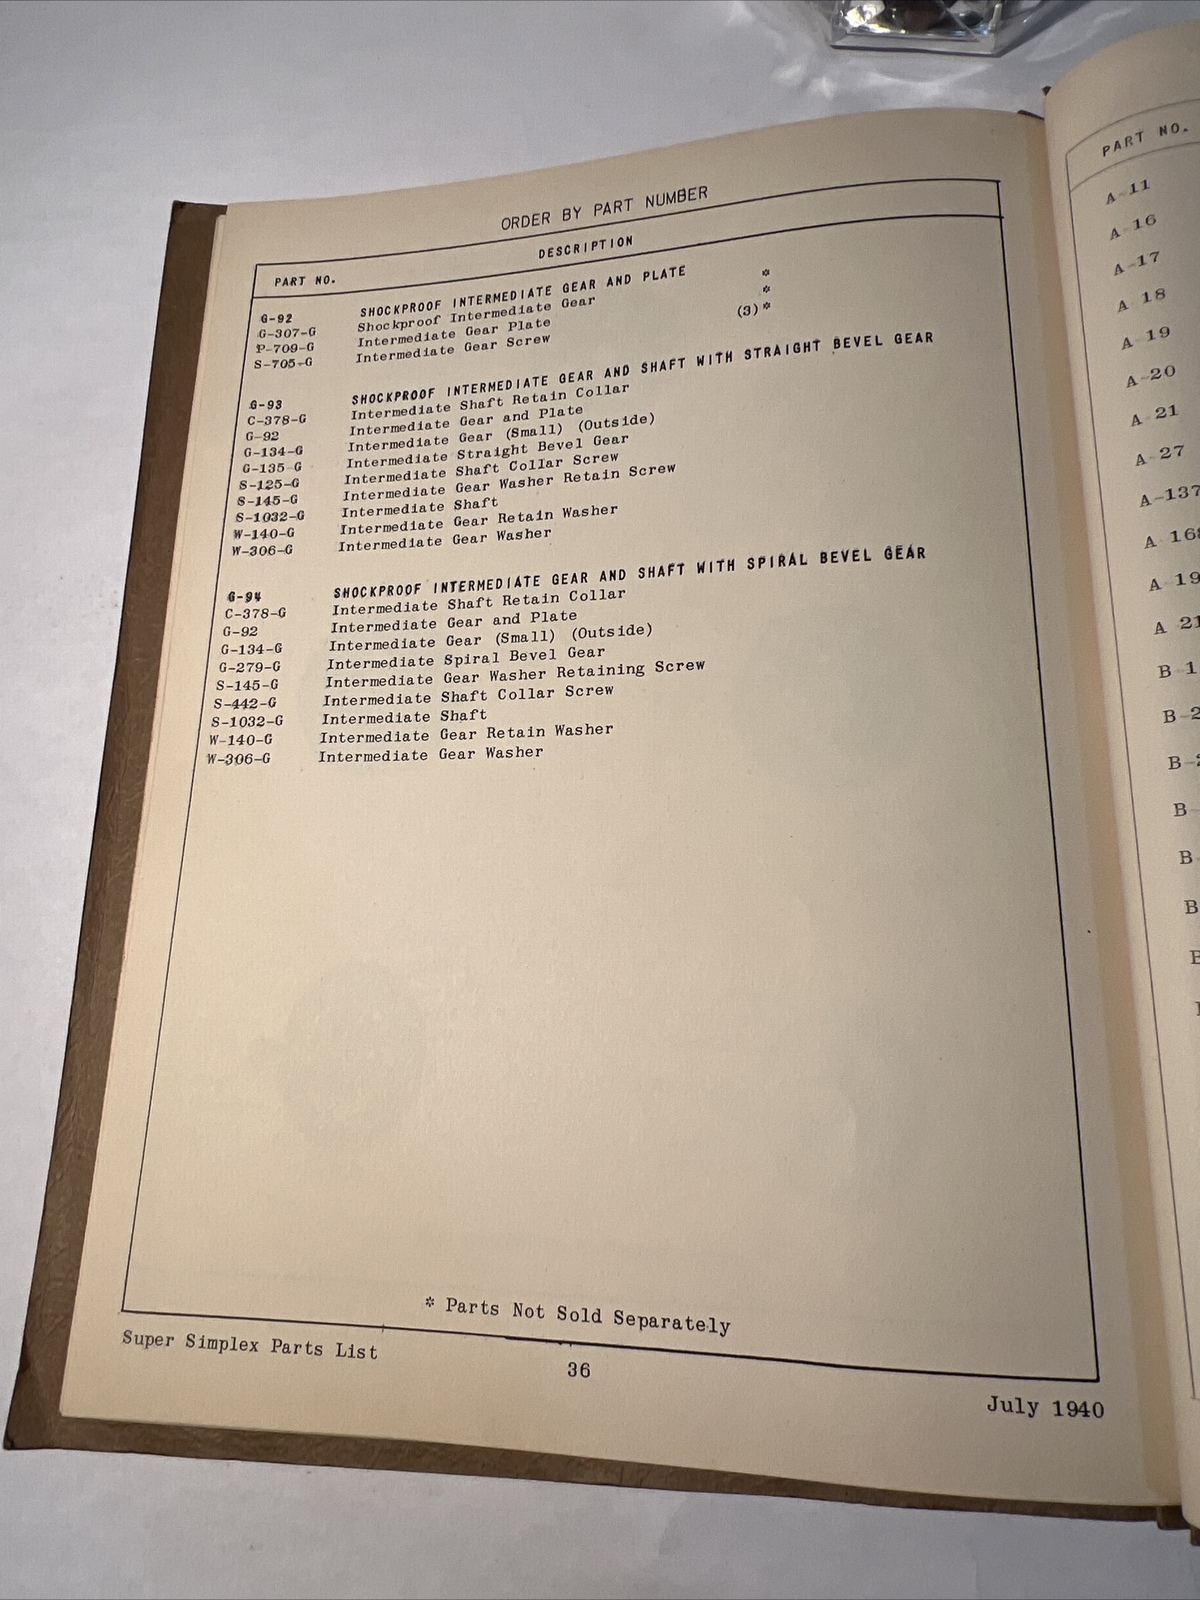 ORDER BY PART NUMBER
PART NO. DESCRIPTION
G-92 SHOCKPROOF INTERMEDIATE GEAR AND PLATE
G-307-G Shockproof Intermediate Gear *
P-709-G Intermediate Gear Plate *
S-705-G Intermediate Gear Screw (3)*
G-93 SHOCKPROOF INTERMEDIATE GEAR AND SHAFT WITH STRAIGHT BEVEL GEAR
C-378-G Intermediate Shaft Retain Collar
G-92 Intermediate Gear and Plate
G-134-G Intermediate Gear (Small) (Outside)
G-135-G Intermediate Straight Bevel Gear
S-125-G Intermediate Shaft Collar Screw
S-145-G Intermediate Gear Washer Retain Screw
S-1032-G Intermediate Shaft
W-140-G Intermediate Gear Retain Washer
W-306-G Intermediate Gear Washer
G-94 SHOCKPROOF INTERMEDIATE GEAR AND SHAFT WITH SPIRAL BEVEL GEAR
C-378-G Intermediate Shaft Retain Collar
G-92 Intermediate Gear and Plate
G-134-G Intermediate Gear (Small) (Outside)
G-279-G Intermediate Spiral Bevel Gear
S-145-G Intermediate Gear Washer Retaining Screw
S-442-G Intermediate Shaft Collar Screw
S-1032-G Intermediate Shaft
W-140-G Intermediate Gear Retain Washer
W-306-G Intermediate Gear Washer
* Parts Not Sold Separately
Super Simplex Parts List
36
July 1940
PART NO.
A-11
A-16
A-17
A 18
A-19
A-20
A-21
A-27
A-137
A 168
A 19
A 21
B-1
B-2
B-2
B-
B-
B
B